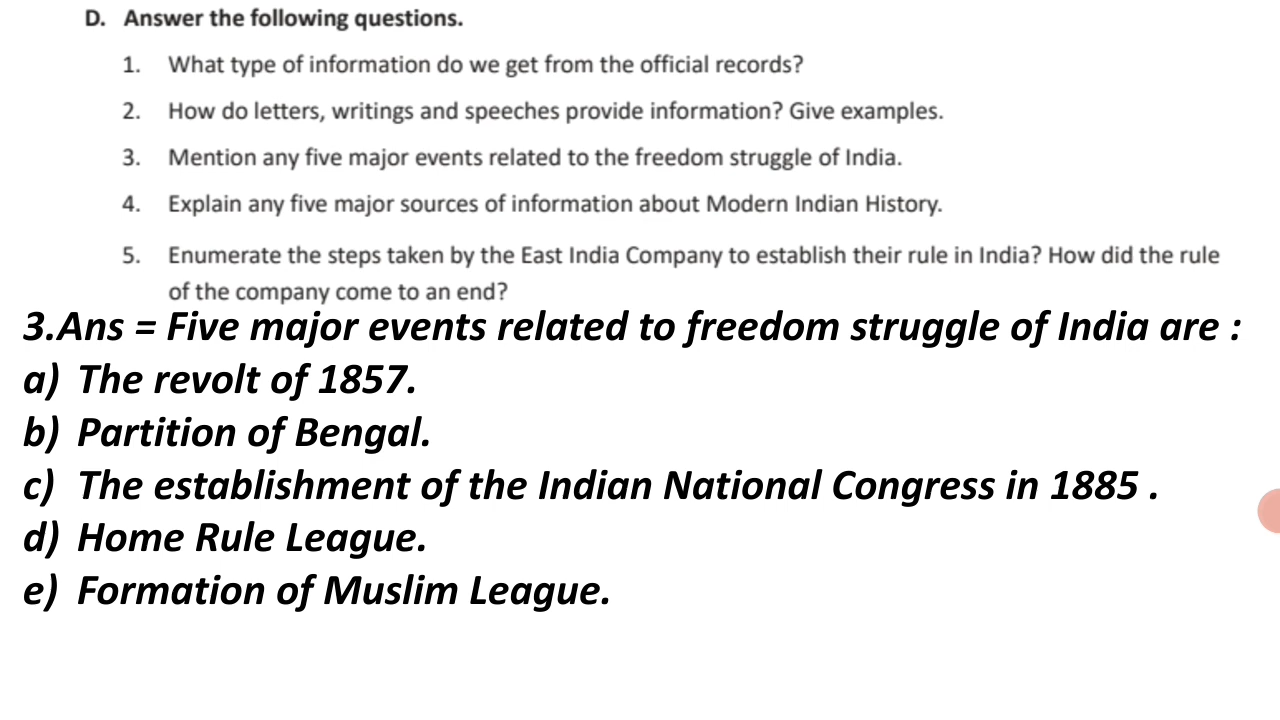 D. Answer the following questions.
1. What type of information do we get from the official records?
2. How do letters, writings and speeches provide information? Give examples.
3. Mention any five major events related to the freedom struggle of India.
4. Explain any five major sources of information about Modern Indian History.
5. Enumerate the steps taken by the East India Company to establish their rule in India? How did the rule
of the company come to an end?
3.Ans = Five major events related to freedom struggle of India are :
a) The revolt of 1857.
b) Partition of Bengal.
c) The establishment of the Indian National Congress in 1885 .
d) Home Rule League.
e) Formation of Muslim League.